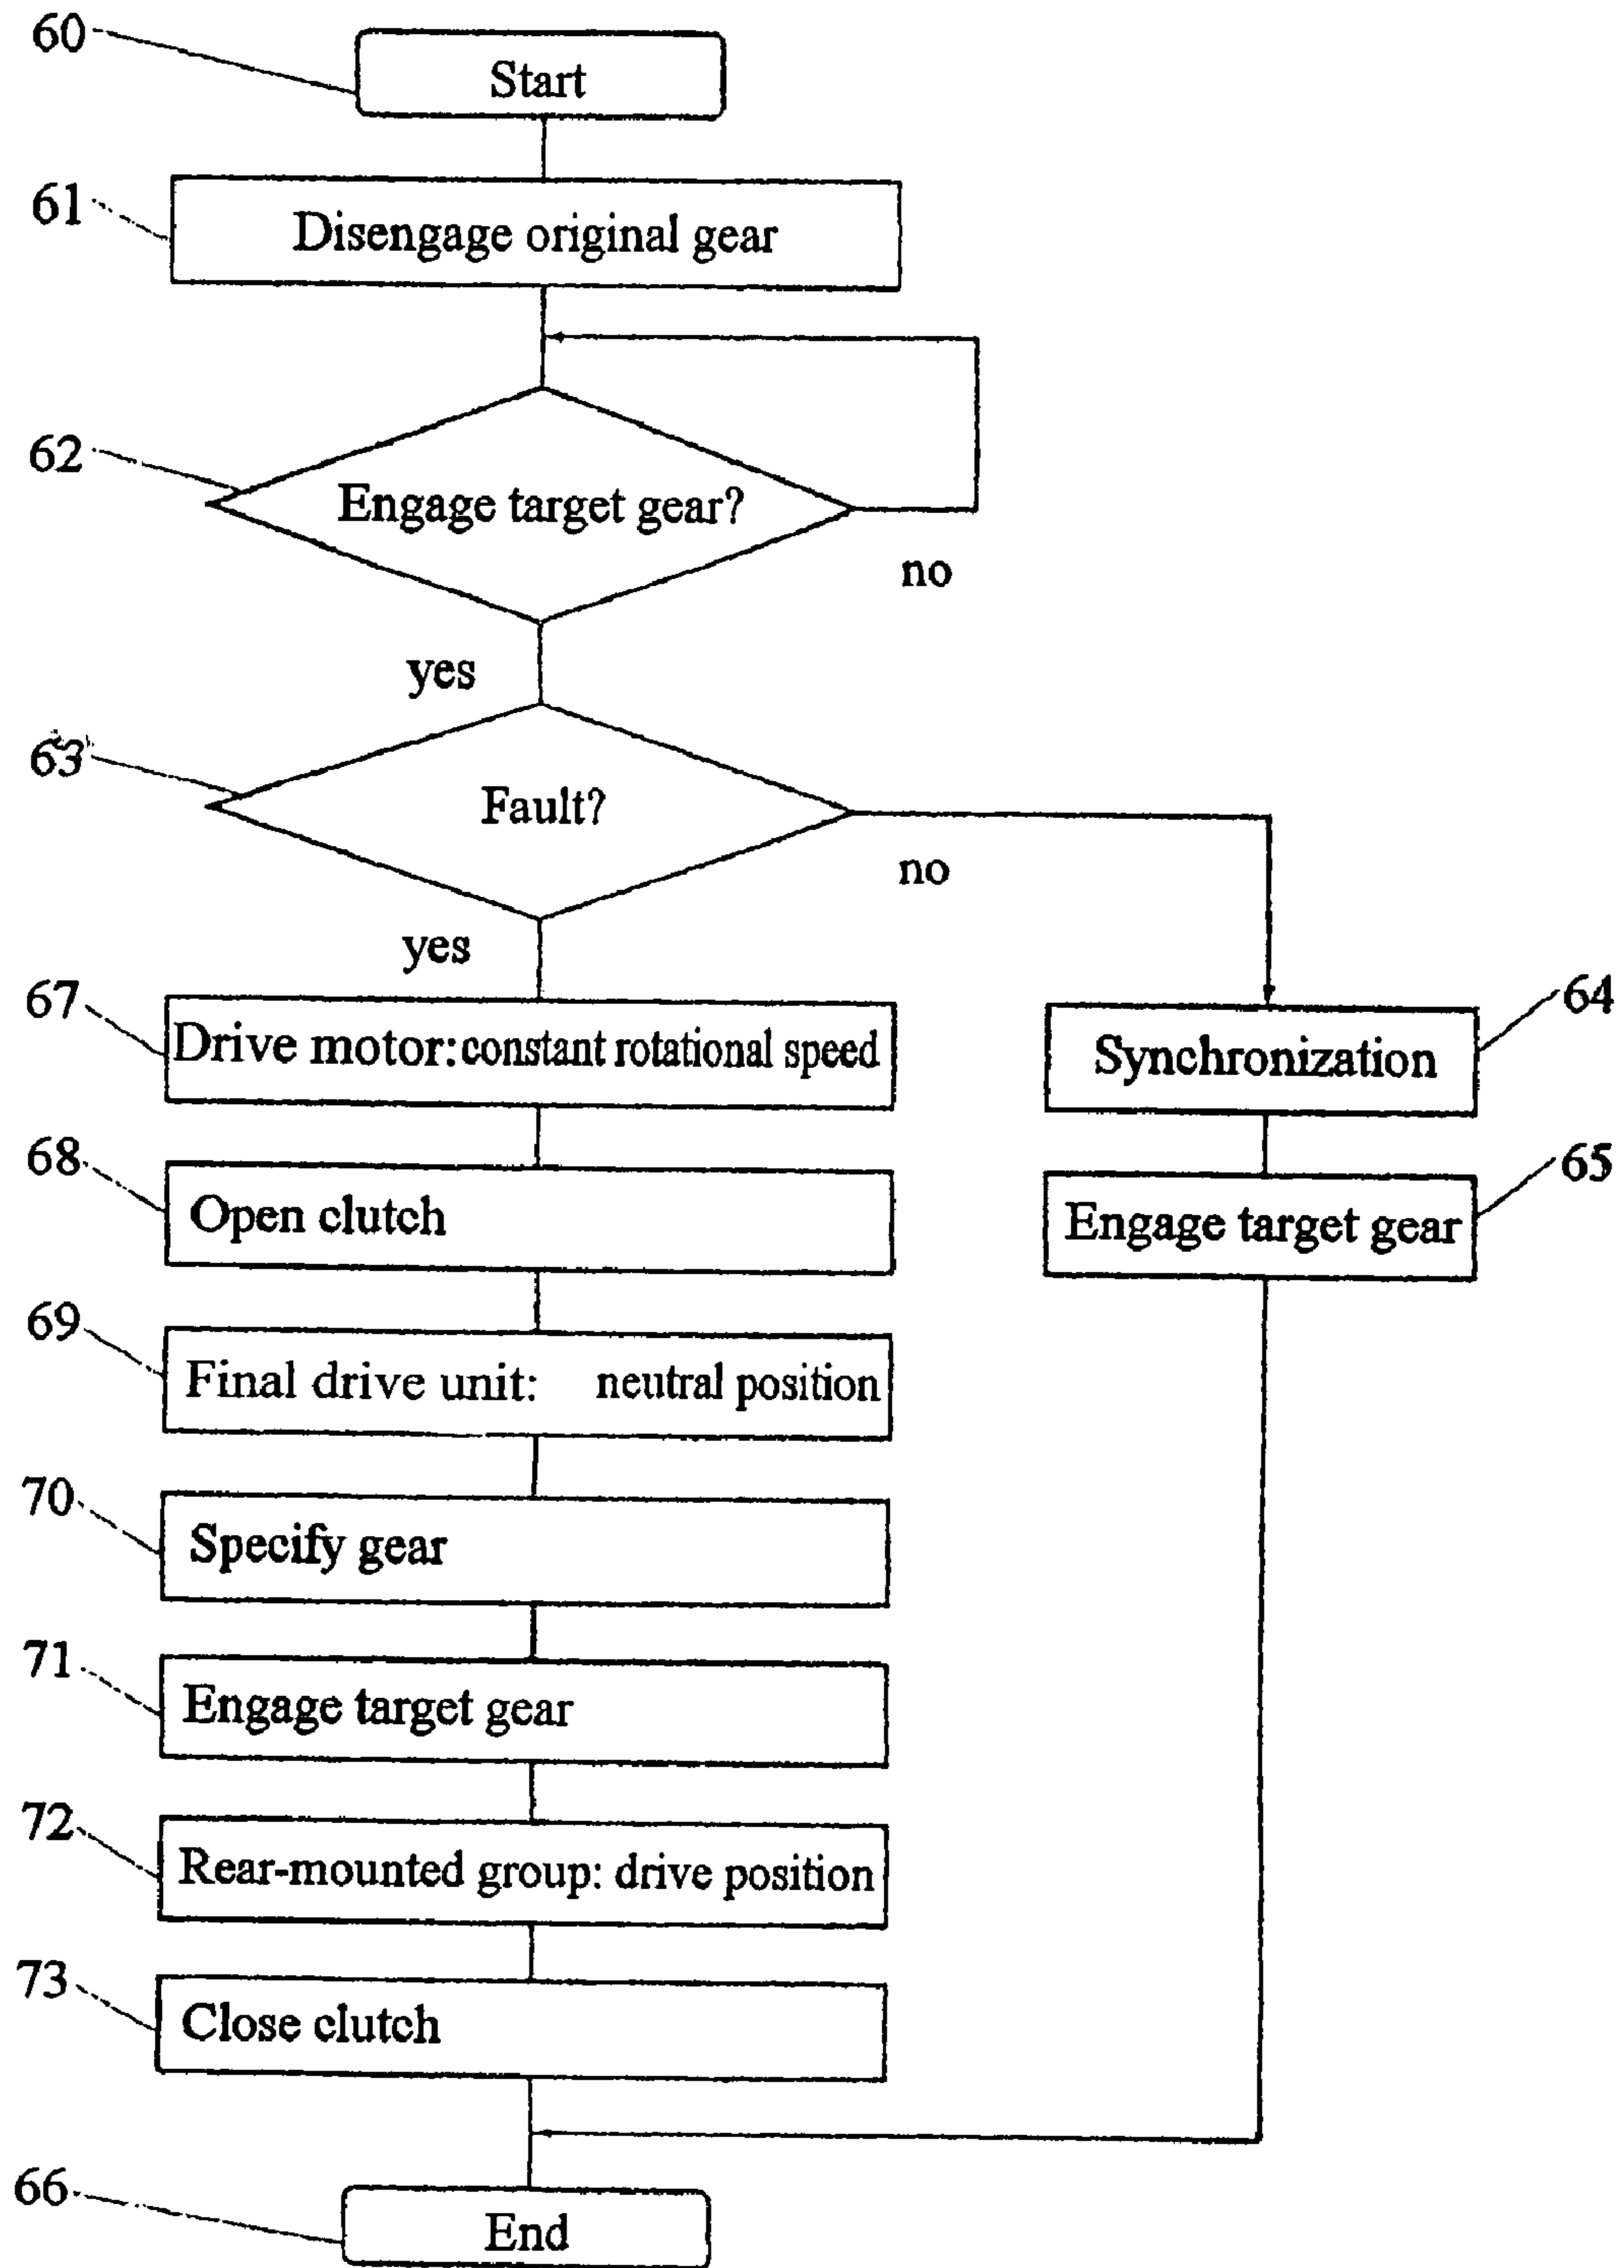 60
Start
61
Disengage original gear
62
Engage target gear?
no
yes
63
Fault?
no
yes
67
Drive motor: constant rotational speed
64
Synchronization
68
Open clutch
65
Engage target gear
69
Final drive unit: neutral position
70
Specify gear
71
Engage target gear
72
Rear-mounted group: drive position
73
Close clutch
66
End